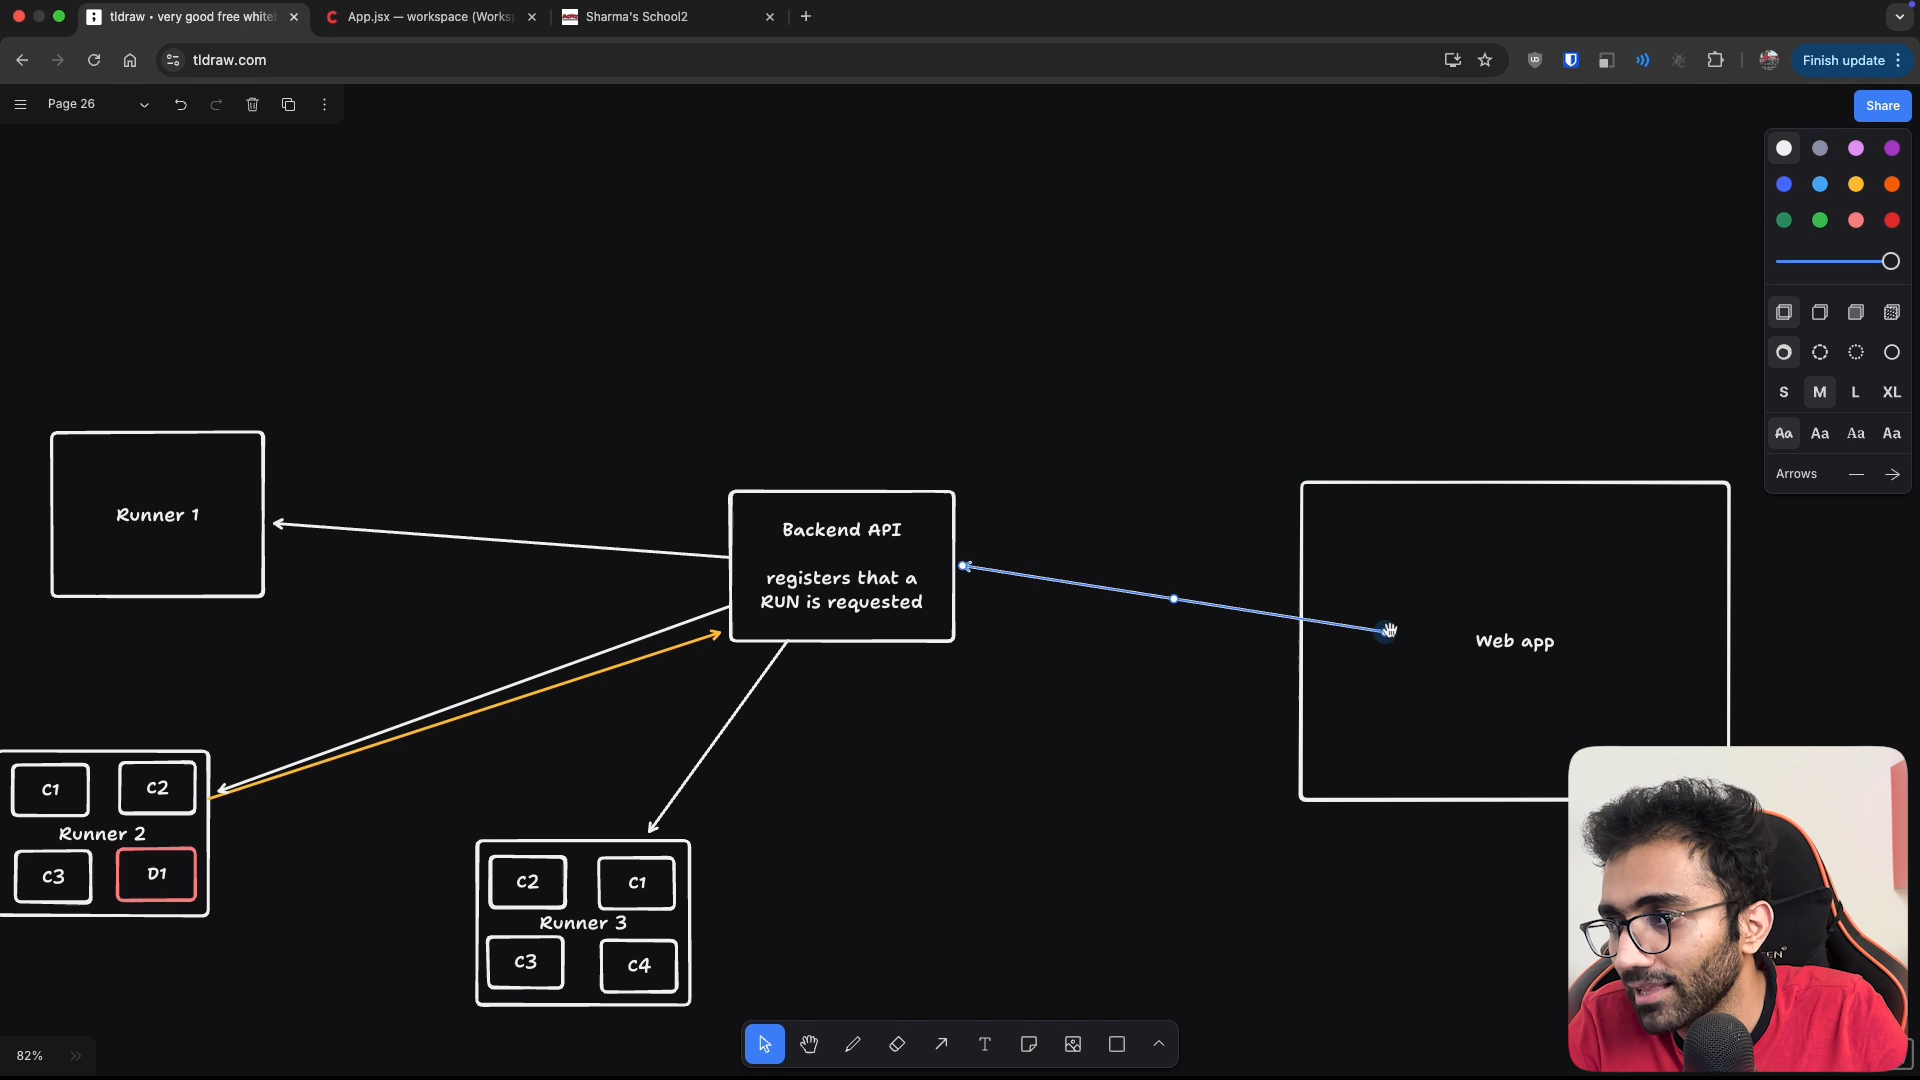 tldraw • very good free white
App.jsx — workspace (Works
Sharma's School2
tldraw.com
Finish update
Page 26
Share
S M L XL
Aa Aa Aa Aa
Arrows
Runner 1
Backend API
registers that a
RUN is requested
Web app
C1 C2
Runner 2
C3 D1
C2 C1
Runner 3
C3 C4
82%